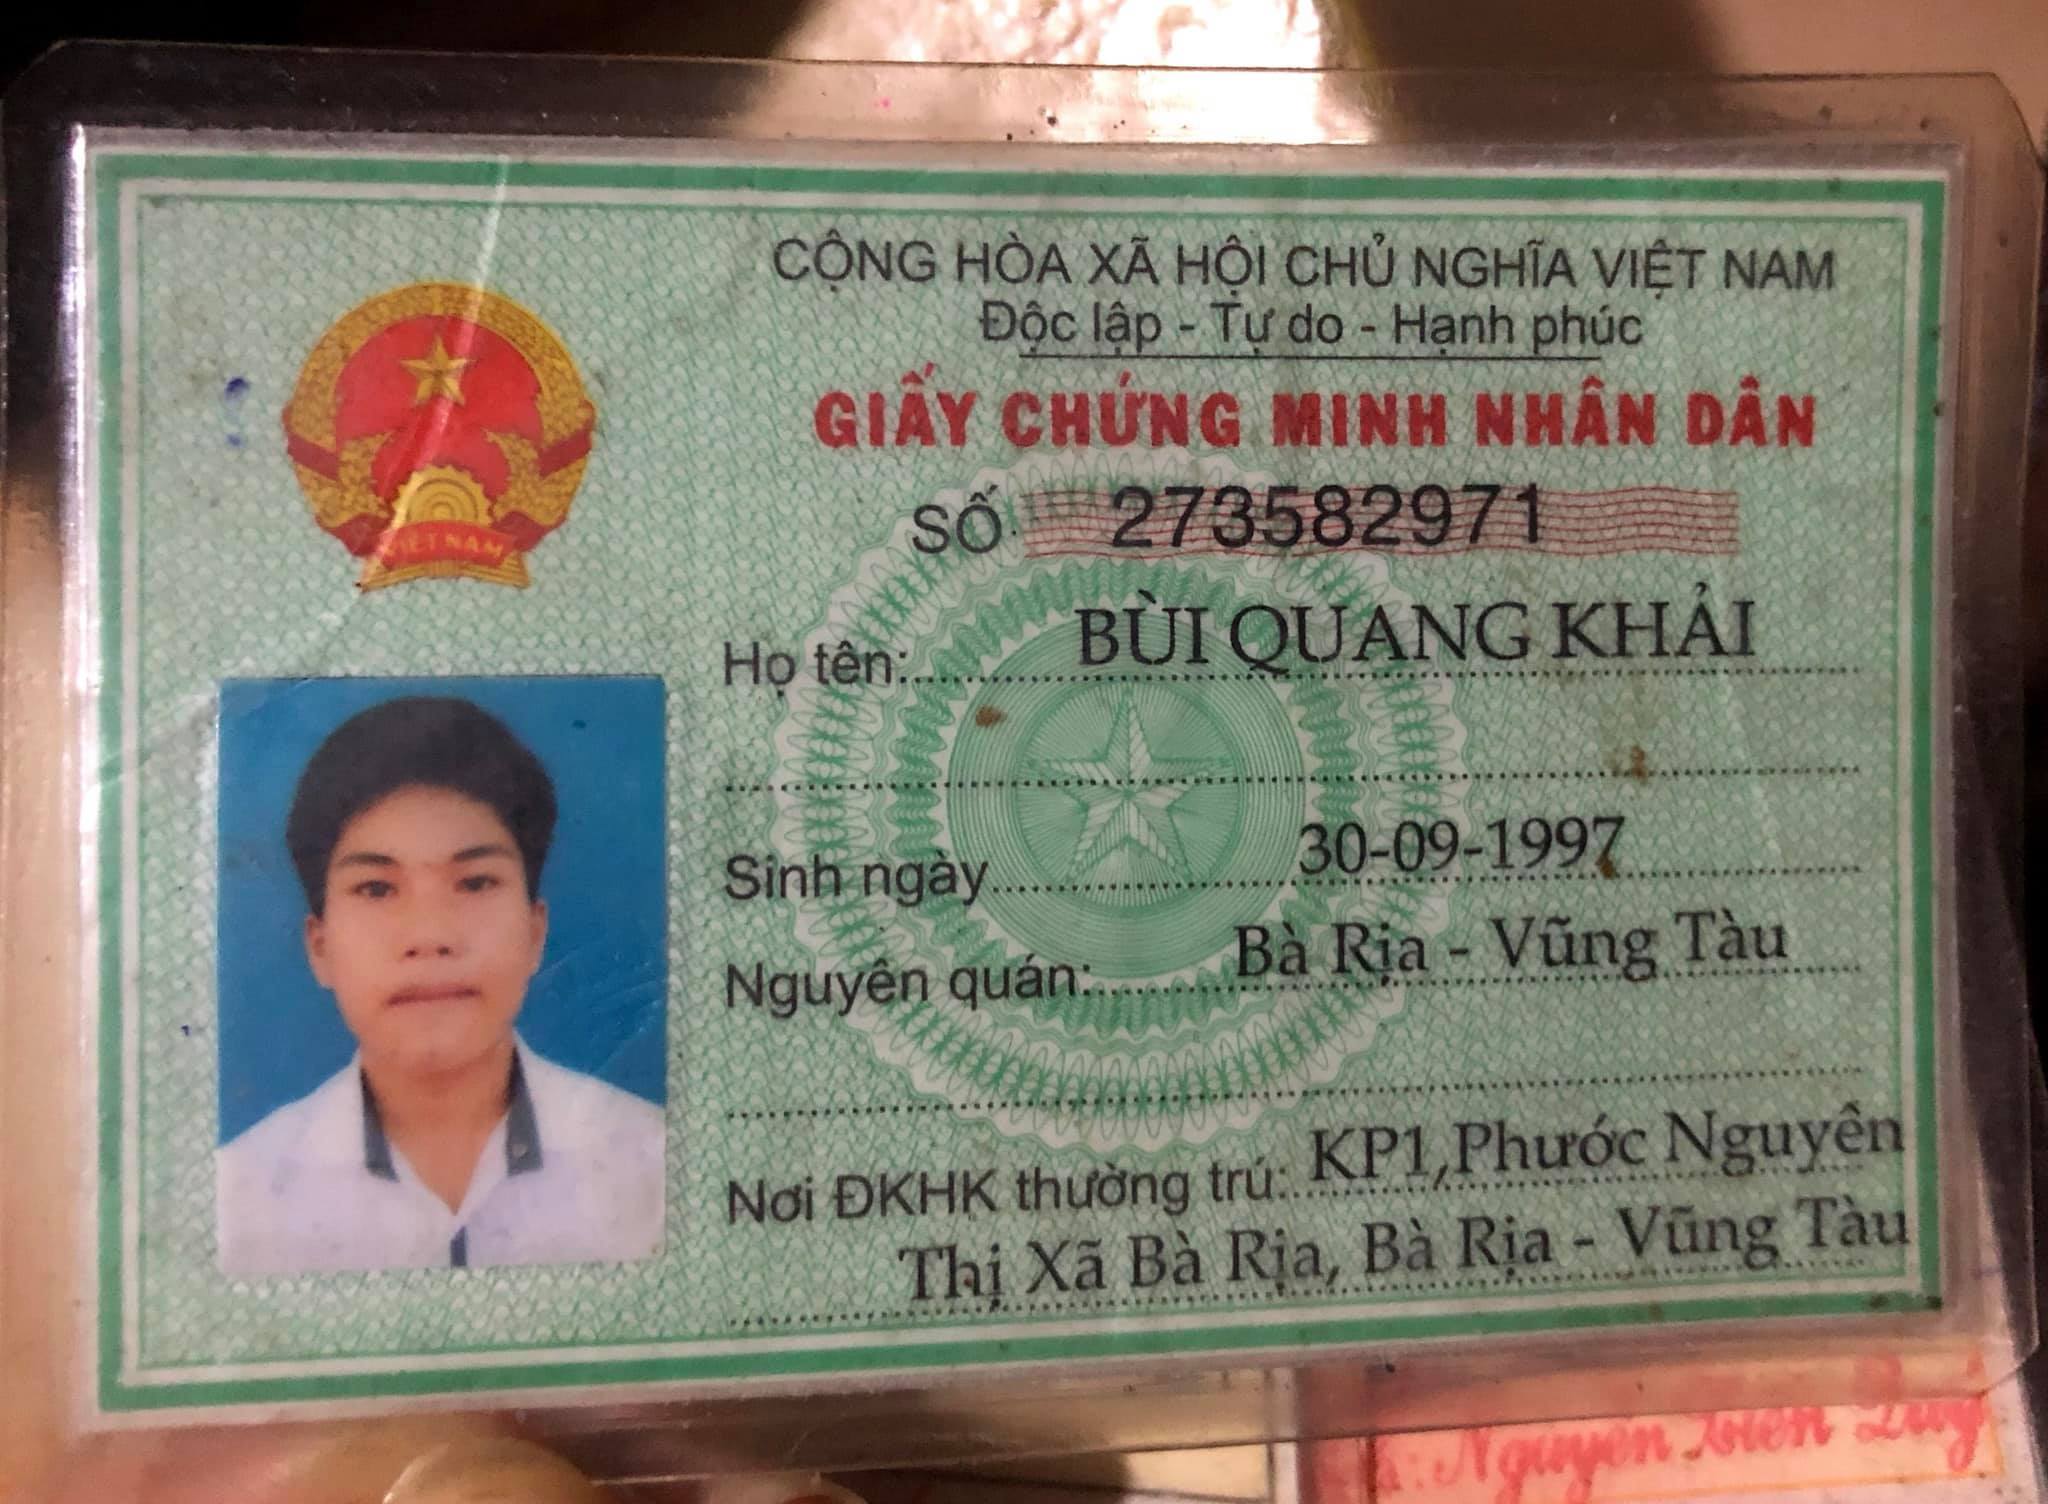 CỘNG HÒA XÃ HỘI CHỦ NGHĨA VIỆT NAM
Độc lập - Tự do - Hạnh phúc
GIẤY CHỨNG MINH NHÂN DÂN
SỐ 273582971
VIỆT NAM
Họ tên: BÙI QUANG KHẢI
Sinh ngày 30-09-1997
Nguyên quán: Bà Rịa - Vũng Tàu
Nơi ĐKHK thường trú: KP1,Phước Nguyên
Thị Xã Bà Rịa, Bà Rịa - Vũng Tàu
Nguyễn